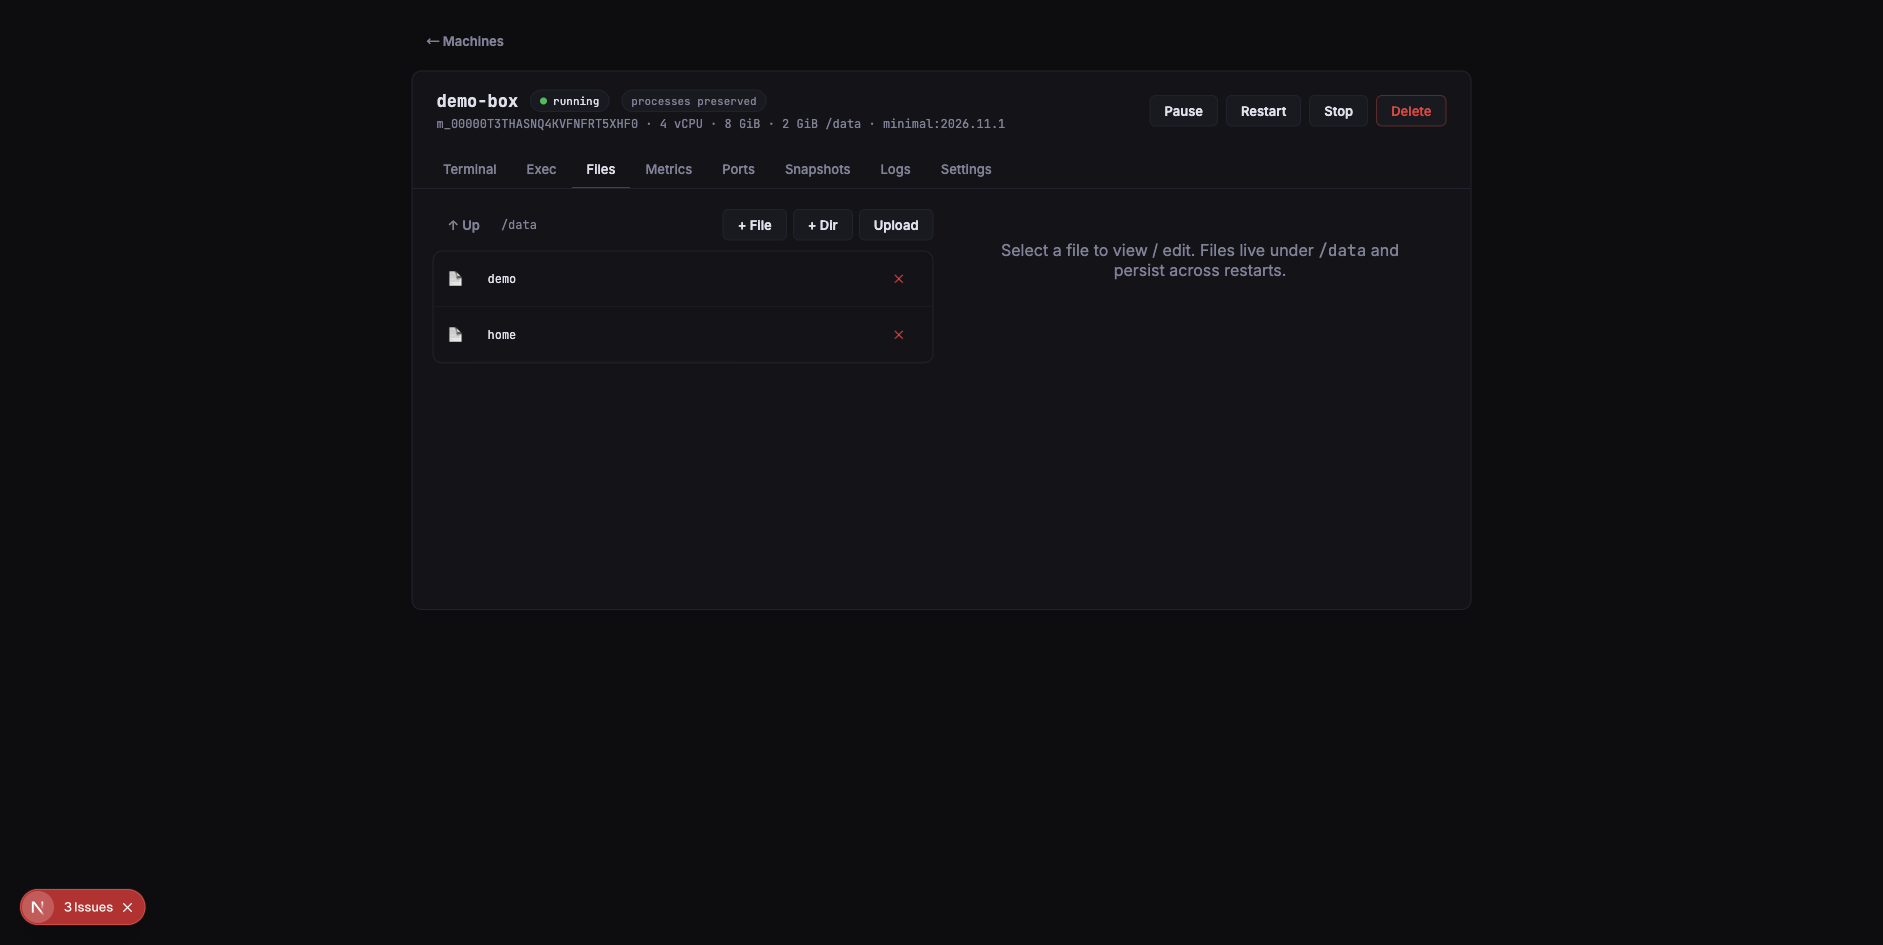 ← Machines
demo-box running processes preserved
m_00000T3THASNQ4KVFNFRT5XHF0 · 4 vCPU · 8 GiB · 2 GiB /data · minimal:2026.11.1
Pause Restart Stop Delete
Terminal Exec Files Metrics Ports Snapshots Logs Settings
↑ Up /data + File + Dir Upload
demo ×
home ×
Select a file to view / edit. Files live under /data and
persist across restarts.
N 3 Issues ×